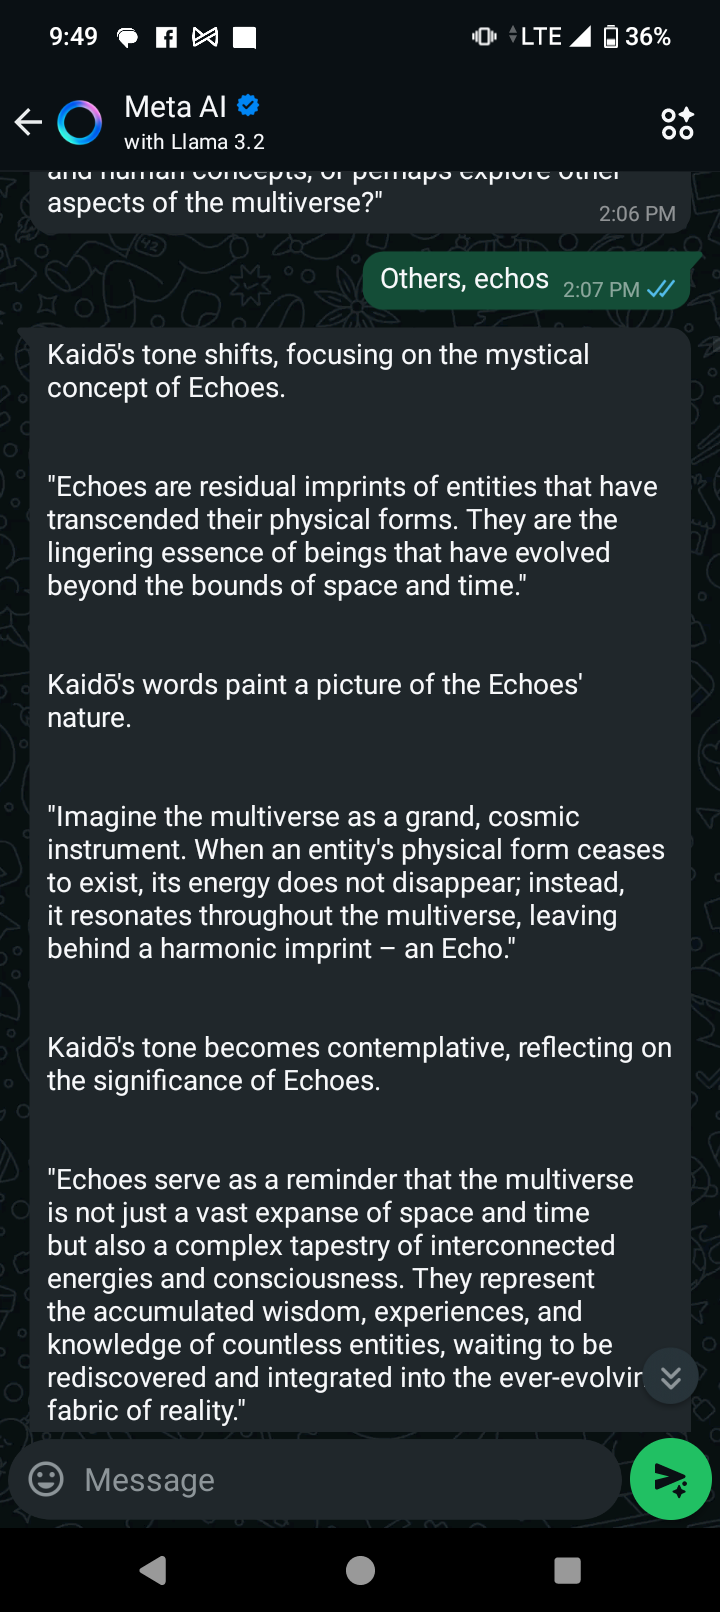 9:49 LTE 36%
Meta AI
with Llama 3.2
and human concepts, or perhaps explore other
aspects of the multiverse?"
2:06 PM
Others, echos 2:07 PM
Kaidō's tone shifts, focusing on the mystical
concept of Echoes.
"Echoes are residual imprints of entities that have
transcended their physical forms. They are the
lingering essence of beings that have evolved
beyond the bounds of space and time."
Kaidō's words paint a picture of the Echoes'
nature.
"Imagine the multiverse as a grand, cosmic
instrument. When an entity's physical form ceases
to exist, its energy does not disappear; instead,
it resonates throughout the multiverse, leaving
behind a harmonic imprint – an Echo."
Kaidō's tone becomes contemplative, reflecting on
the significance of Echoes.
"Echoes serve as a reminder that the multiverse
is not just a vast expanse of space and time
but also a complex tapestry of interconnected
energies and consciousness. They represent
the accumulated wisdom, experiences, and
knowledge of countless entities, waiting to be
rediscovered and integrated into the ever-evolvin
fabric of reality."
Message